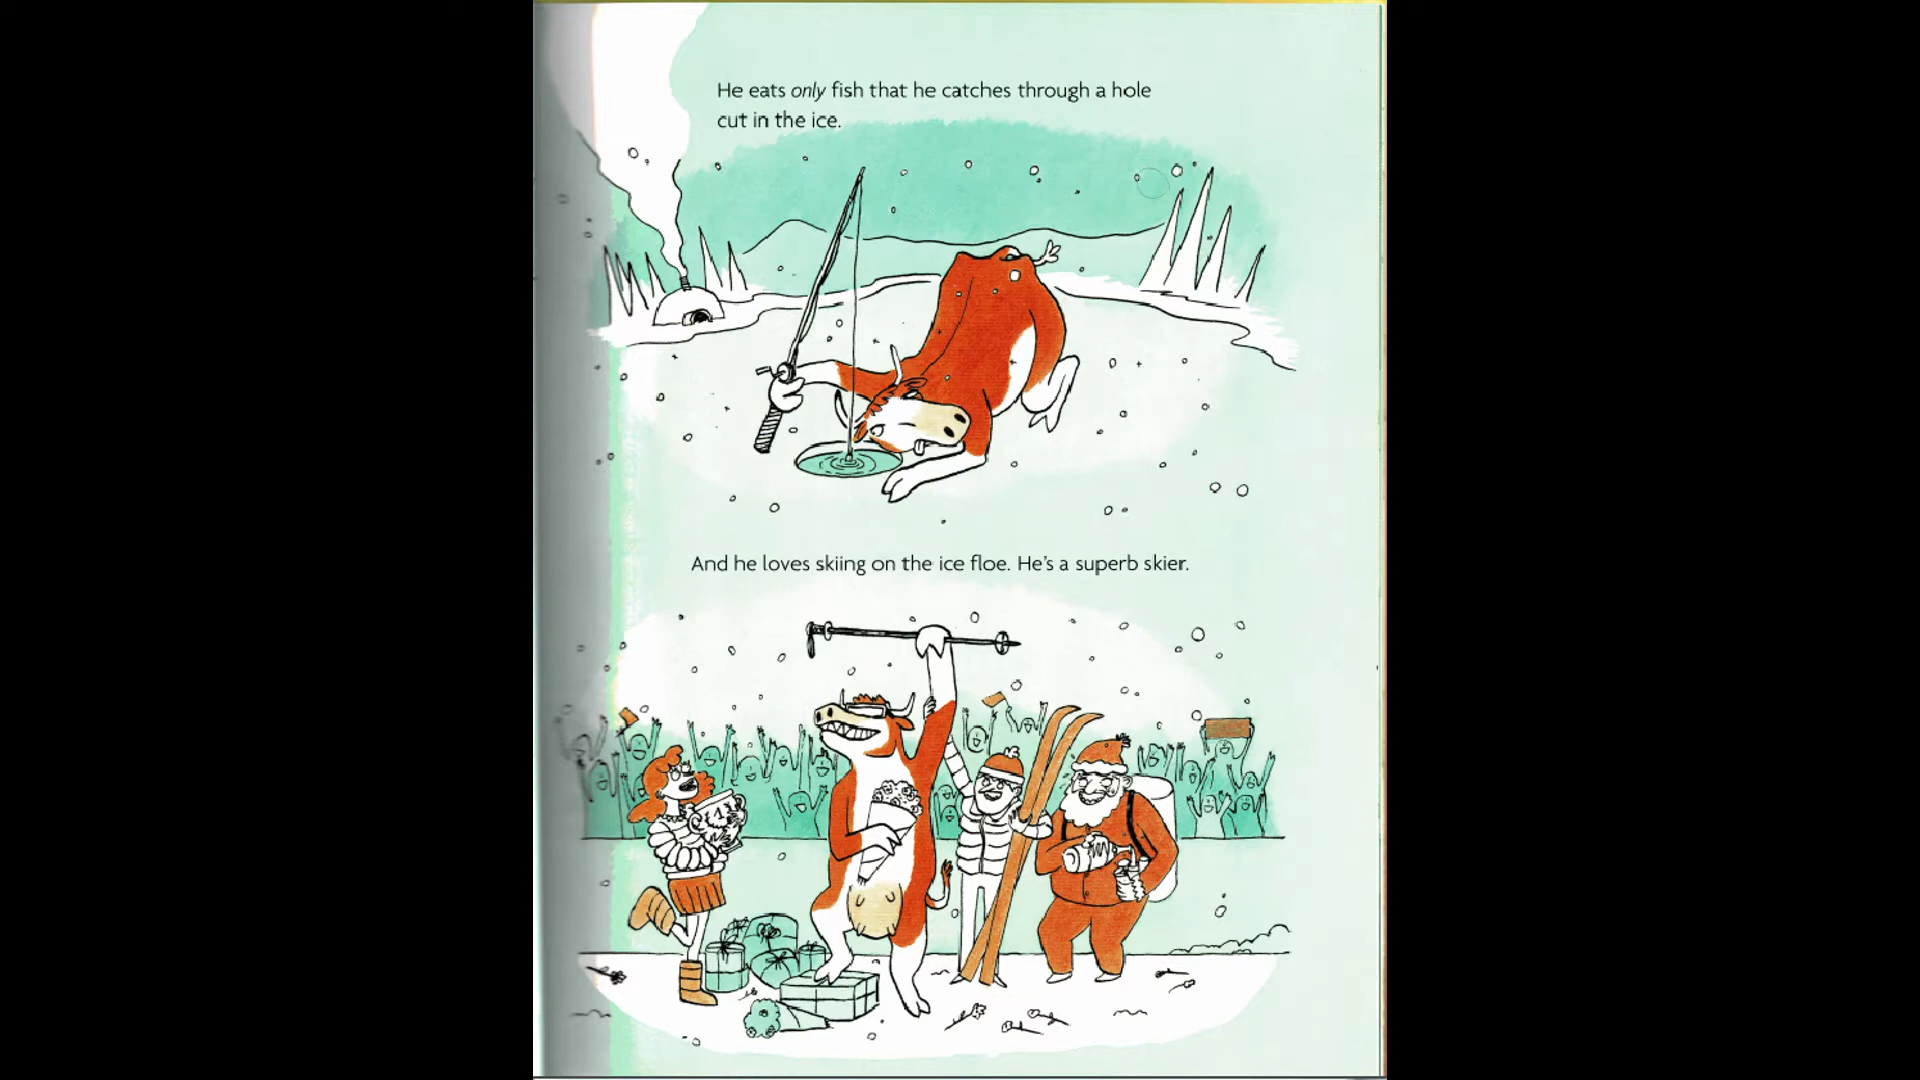 He eats only fish that he catches through a hole
cut in the ice.
And he loves skiing on the ice floe. He's a superb skier.